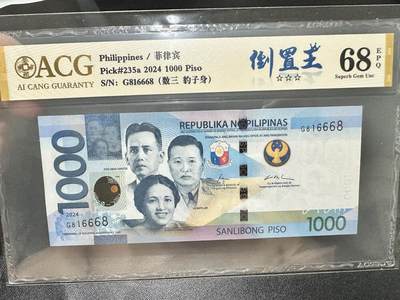 ACG
AI CANG GUARANTY
Philippines / 菲律宾
Pick#235a 2024 1000 Piso
S/N: G816668 (数三 豹子身)
倒置王
☆☆☆
68 EPQ
Superb Gem Unc
REPUBLIKA NG PILIPINAS
G816668
1000
2024
G816668
SANLIBONG PISO
1000